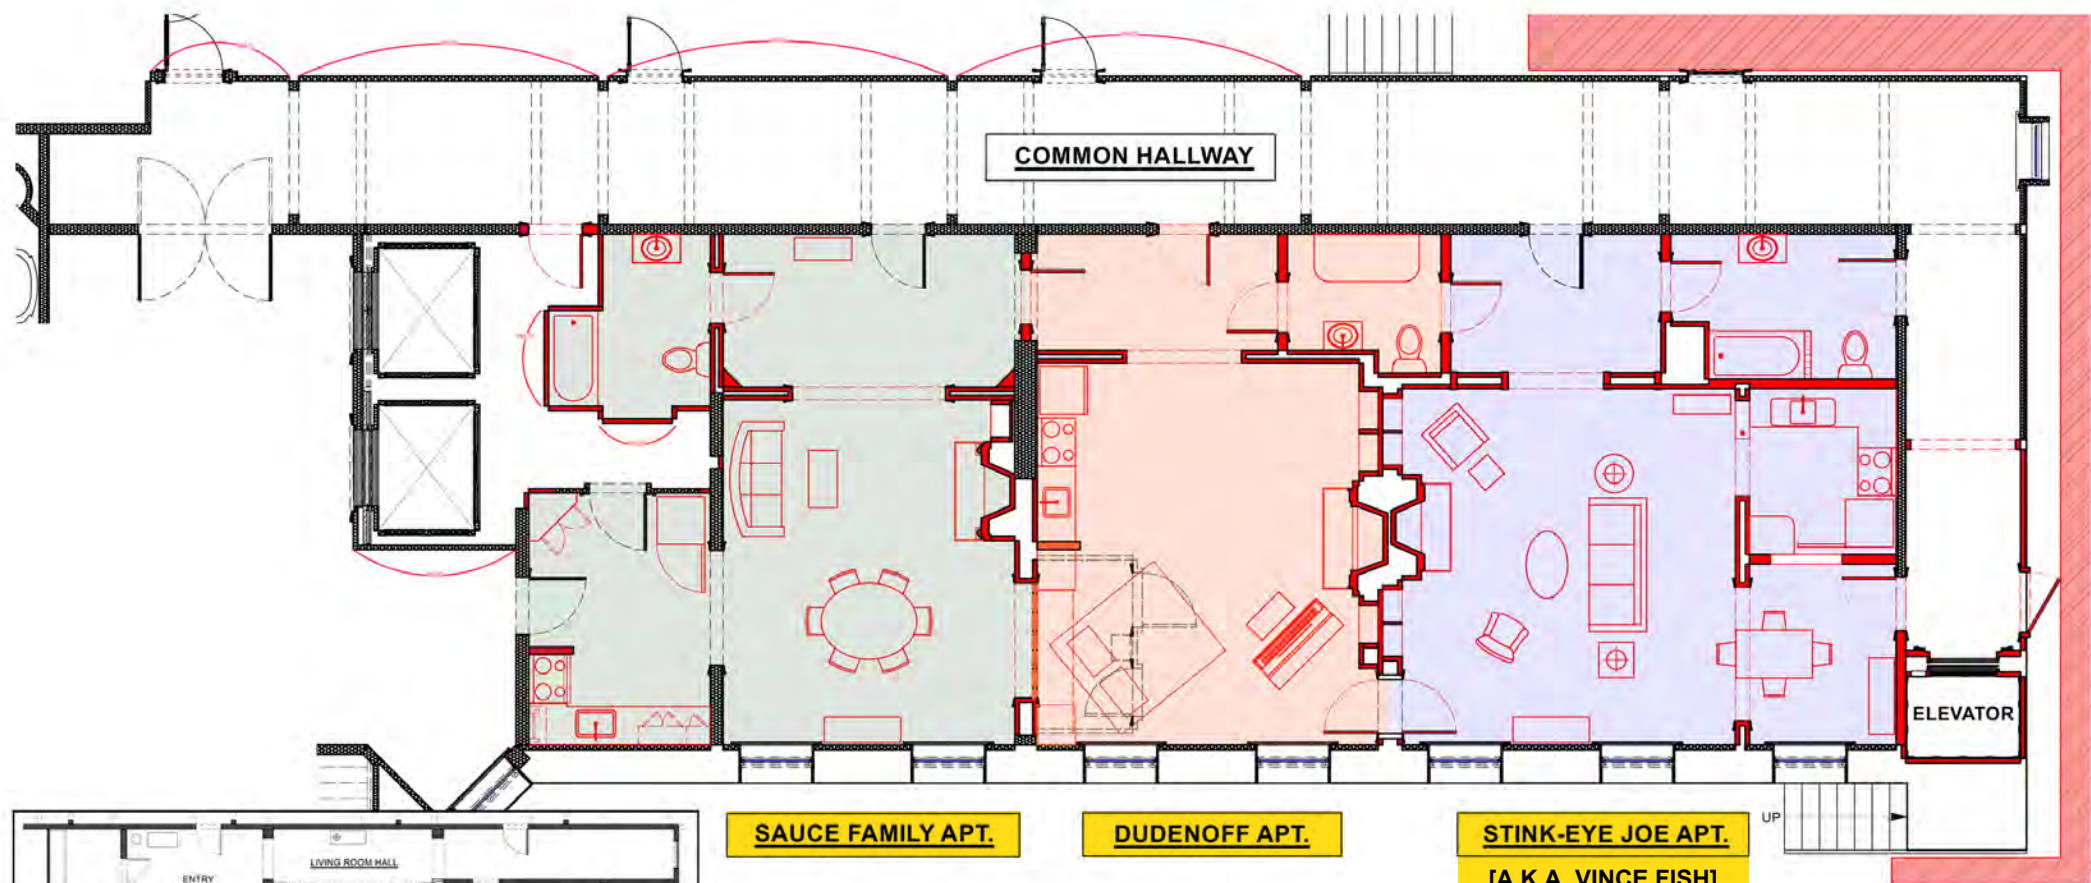 COMMON HALLWAY
ELEVATOR
SAUCE FAMILY APT.
DUDENOFF APT.
STINK-EYE JOE APT.
[A.K.A. VINCE FISH]
UP
LIVING ROOM HALL
ENTRY